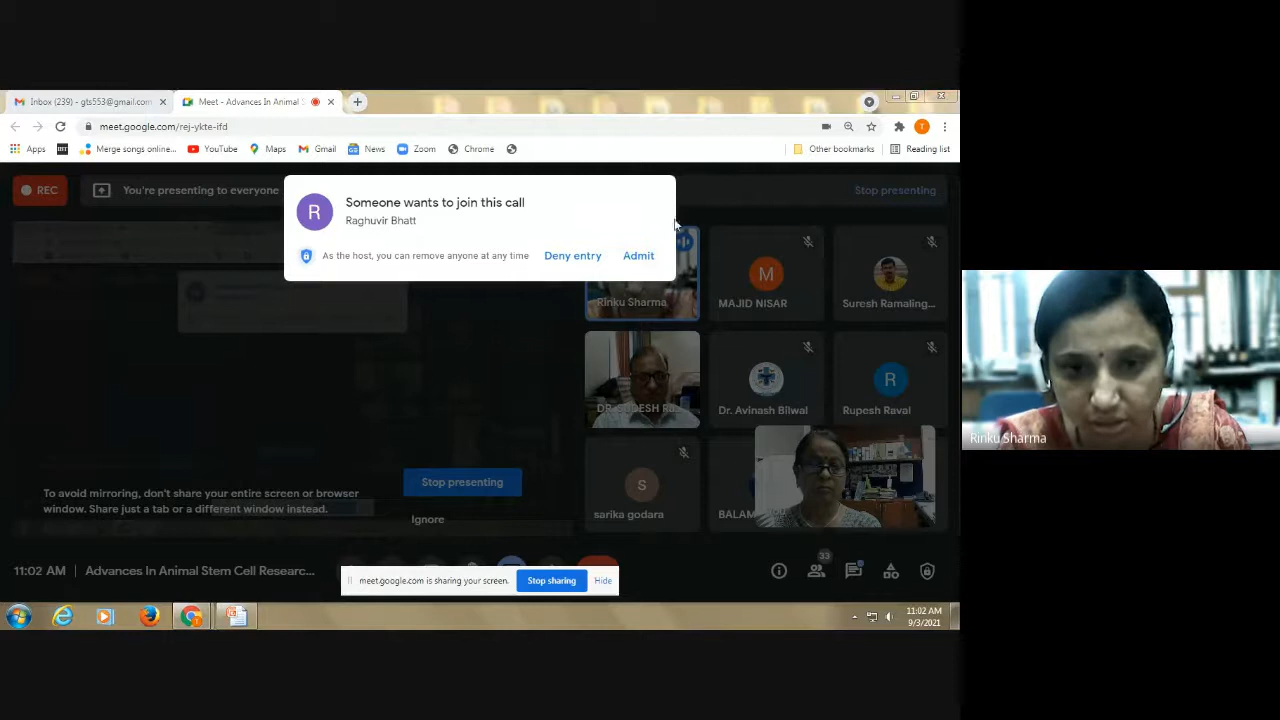 Inbox (239) - gts553@gmail.com
Meet - Advances In Animal S
meet.google.com/rej-ykte-ifd
Apps
Merge songs online...
YouTube
Maps
Gmail
News
Zoom
Chrome
Other bookmarks
Reading list
REC
You're presenting to everyone
Stop presenting
R
Someone wants to join this call
Raghuvir Bhatt
As the host, you can remove anyone at any time
Deny entry
Admit
Rinku Sharma
M
MAJID NISAR
Suresh Ramaling...
DR
Dr. Avinash Bilwal
R
Rupesh Raval
Rinku Sharma
s
sarika godara
BALAM
Stop presenting
To avoid mirroring, don't share your entire screen or browser
window. Share just a tab or a different window instead.
Ignore
33
11:02 AM
Advances In Animal Stem Cell Researc...
meet.google.com is sharing your screen.
Stop sharing
Hide
T
11:02 AM
9/3/2021